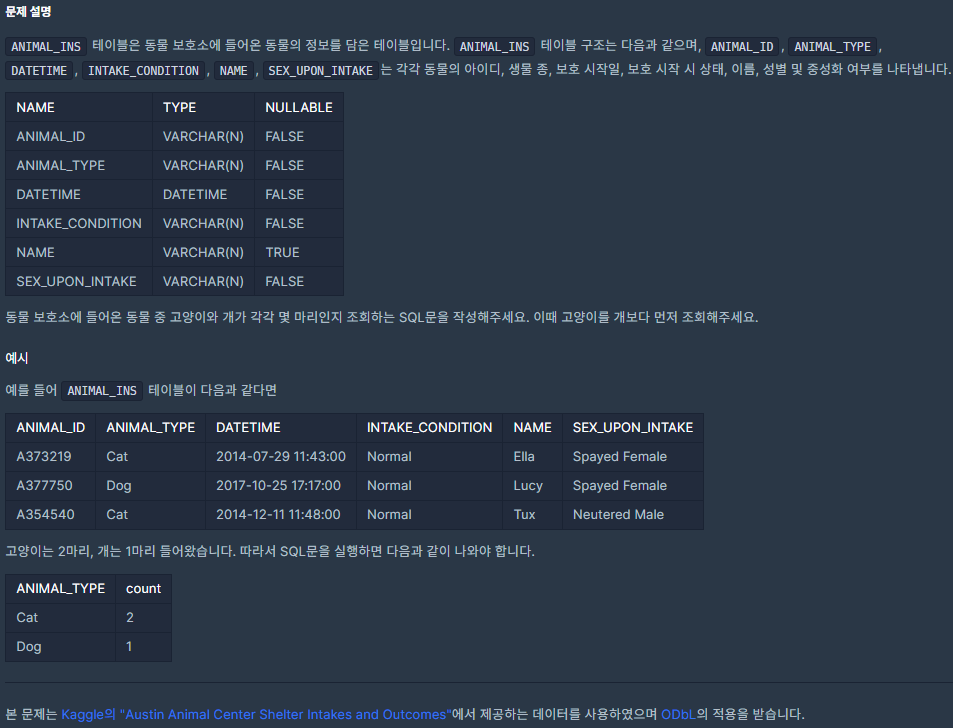 문제 설명
ANIMAL_INS 테이블은 동물 보호소에 들어온 동물의 정보를 담은 테이블입니다. ANIMAL_INS 테이블 구조는 다음과 같으며, ANIMAL_ID , ANIMAL_TYPE ,
DATETIME , INTAKE_CONDITION , NAME , SEX_UPON_INTAKE 는 각각 동물의 아이디, 생물 종, 보호 시작일, 보호 시작 시 상태, 이름, 성별 및 중성화 여부를 나타냅니다.
NAME TYPE NULLABLE
ANIMAL_ID VARCHAR(N) FALSE
ANIMAL_TYPE VARCHAR(N) FALSE
DATETIME DATETIME FALSE
INTAKE_CONDITION VARCHAR(N) FALSE
NAME VARCHAR(N) TRUE
SEX_UPON_INTAKE VARCHAR(N) FALSE
동물 보호소에 들어온 동물 중 고양이와 개가 각각 몇 마리인지 조회하는 SQL문을 작성해주세요. 이때 고양이를 개보다 먼저 조회해주세요.
예시
예를 들어 ANIMAL_INS 테이블이 다음과 같다면
ANIMAL_ID ANIMAL_TYPE DATETIME INTAKE_CONDITION NAME SEX_UPON_INTAKE
A373219 Cat 2014-07-29 11:43:00 Normal Ella Spayed Female
A377750 Dog 2017-10-25 17:17:00 Normal Lucy Spayed Female
A354540 Cat 2014-12-11 11:48:00 Normal Tux Neutered Male
고양이는 2마리, 개는 1마리 들어왔습니다. 따라서 SQL문을 실행하면 다음과 같이 나와야 합니다.
ANIMAL_TYPE count
Cat 2
Dog 1
본 문제는 Kaggle의 "Austin Animal Center Shelter Intakes and Outcomes"에서 제공하는 데이터를 사용하였으며 ODbL의 적용을 받습니다.